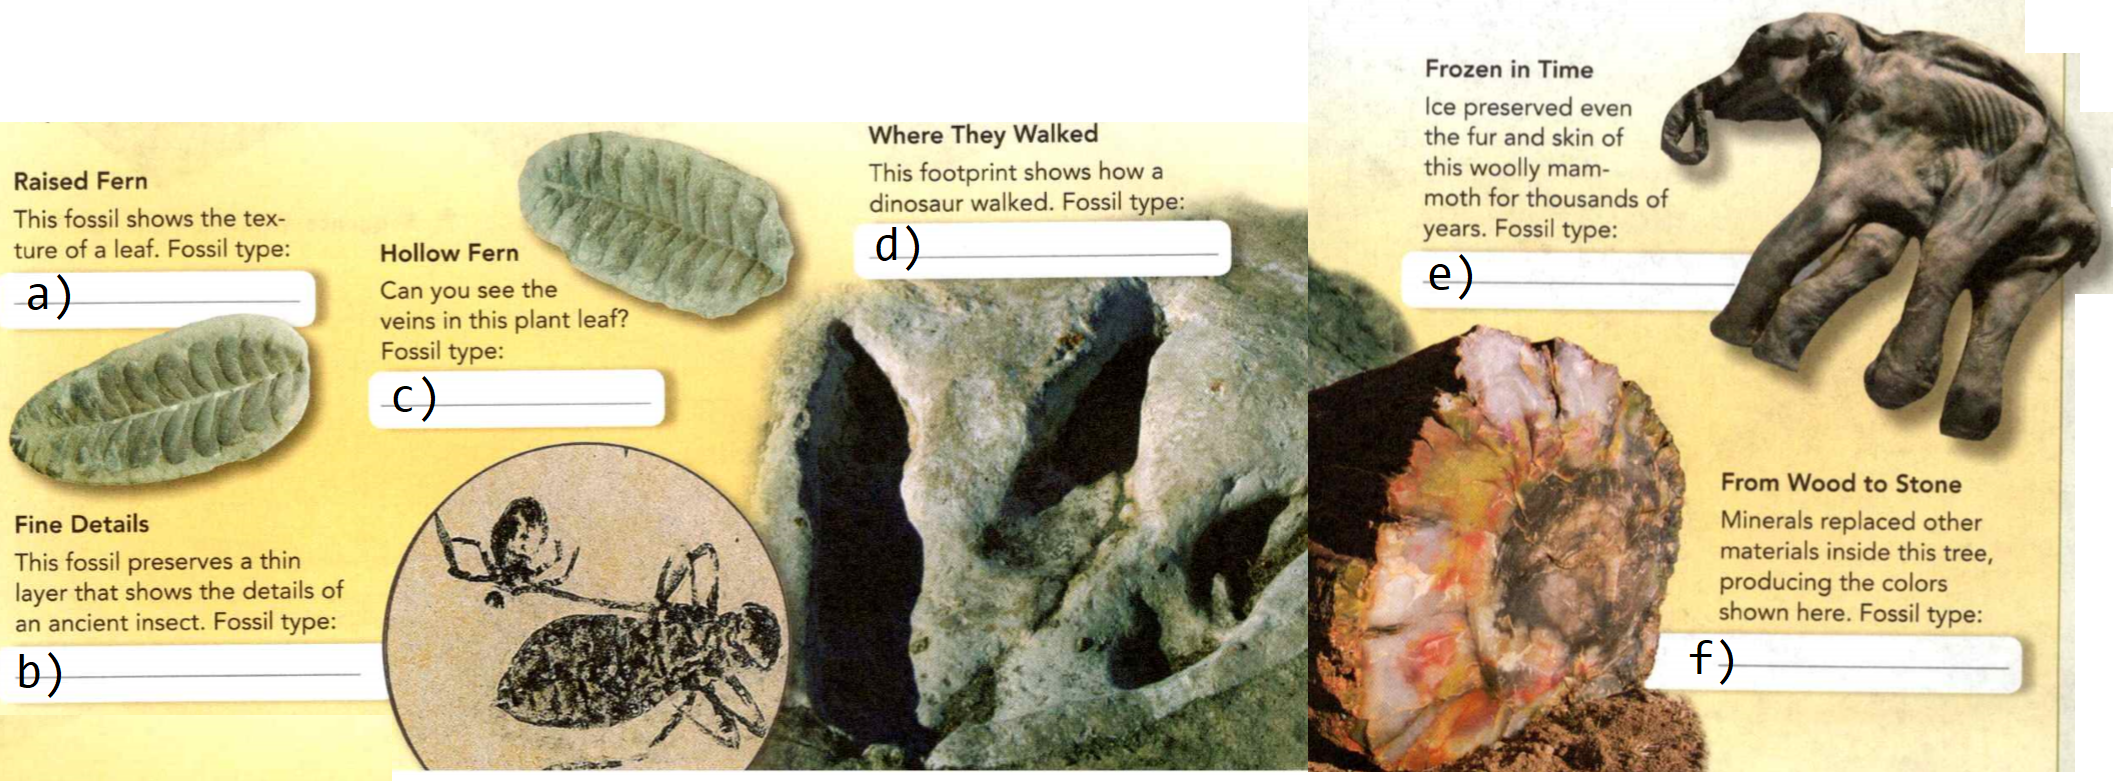 Raised Fern
This fossil shows the tex-
ture of a leaf. Fossil type:
a)
Fine Details
This fossil preserves a thin
layer that shows the details of
an ancient insect. Fossil type:
b)
Hollow Fern
Can you see the
veins in this plant leaf?
Fossil type:
c)
Where They Walked
This footprint shows how a
dinosaur walked. Fossil type:
d)
Frozen in Time
Ice preserved even
the fur and skin of
this woolly mam-
moth for thousands of
years. Fossil type:
e)
From Wood to Stone
Minerals replaced other
materials inside this tree,
producing the colors
shown here. Fossil type:
f)